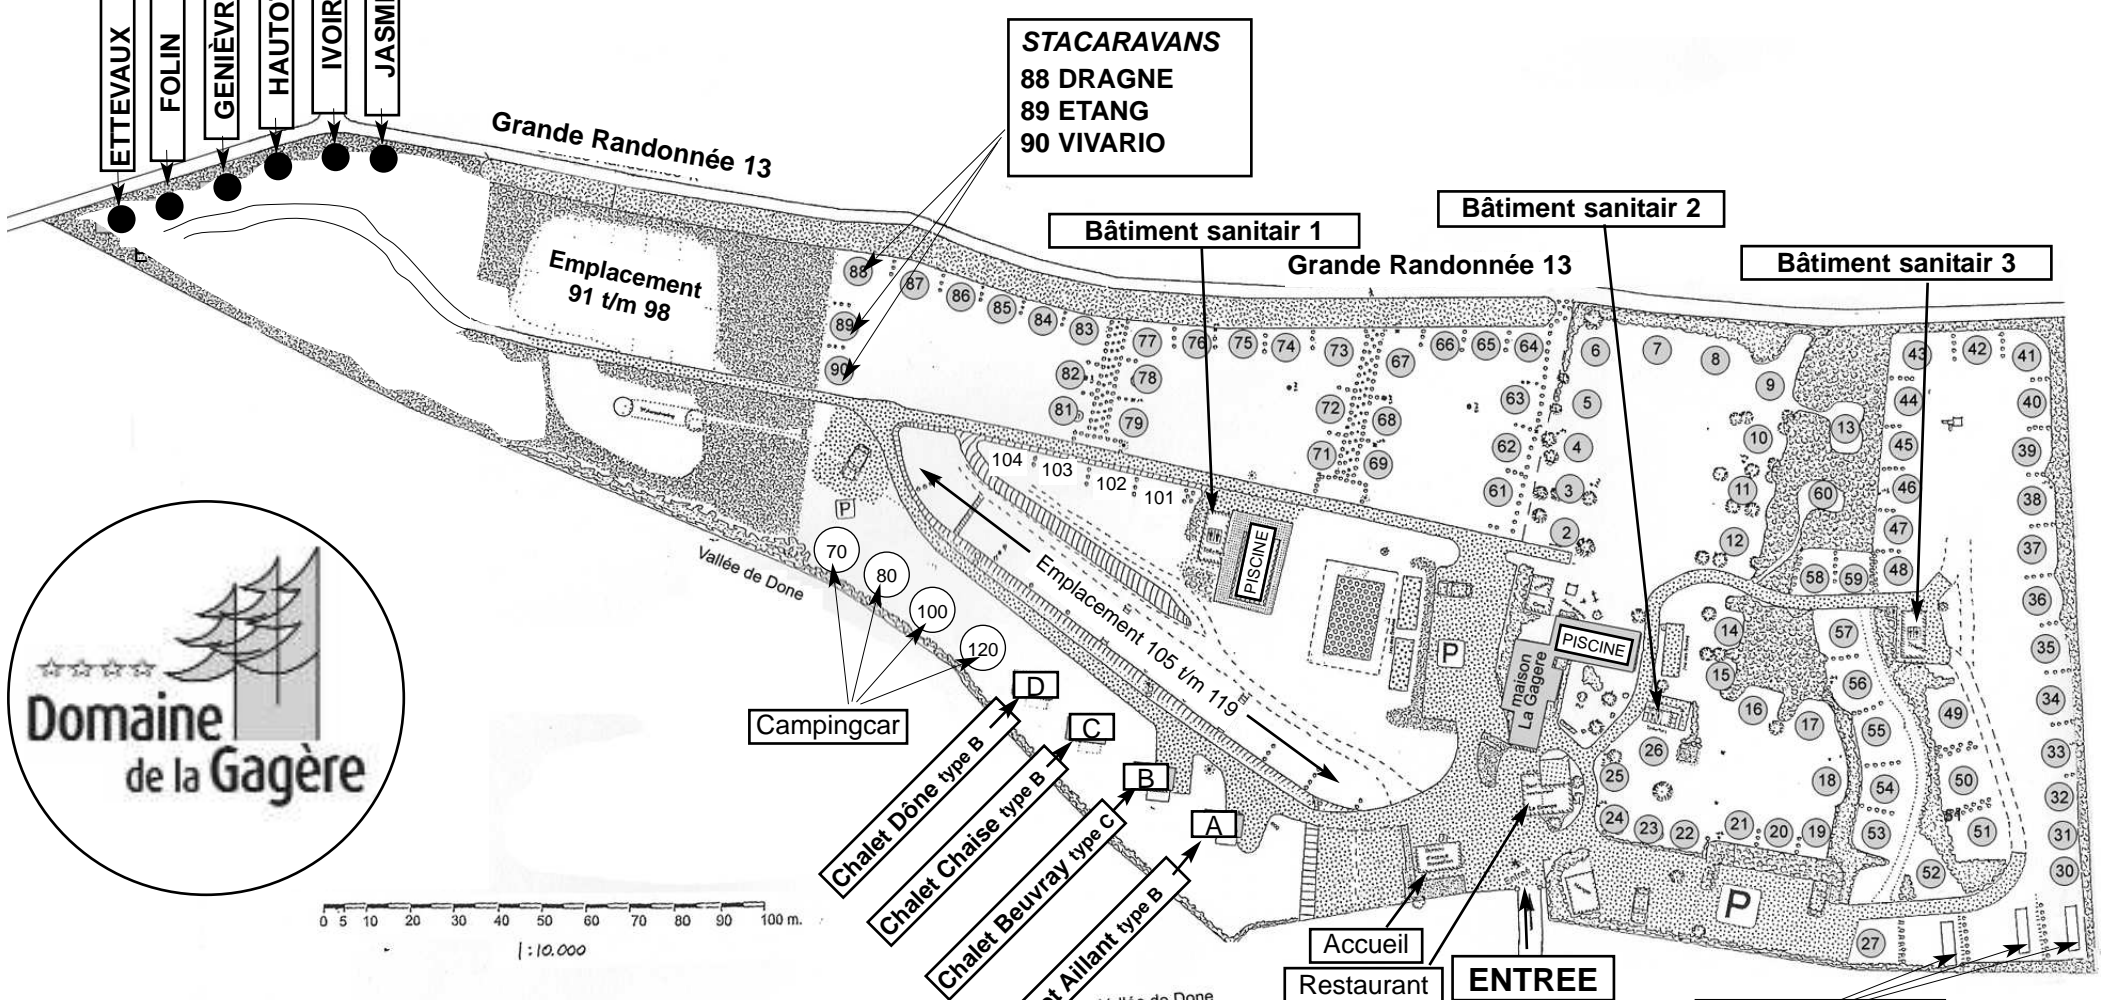 ETTEVAUX
FOLIN
GENIÈVR
HAUTO
IVOIR
JASMI
STACARAVANS
88 DRAGNE
89 ETANG
90 VIVARIO
Grande Randonnée 13
Bâtiment sanitair 1
Bâtiment sanitair 2
Bâtiment sanitair 3
Grande Randonnée 13
Emplacement
91 t/m 98
88
87
86
85
84
83
89
90
82
81
77
76
75
74
73
78
79
72
71
67
66
65
64
68
69
63
62
61
6
7
8
9
5
4
3
2
10
11
12
13
60
43
42
41
44
40
45
39
46
38
47
37
48
58
59
36
104
103
102
101
P
PISCINE
Emplacement 105 t/m 119
Vallée de Done
70
80
100
120
Campingcar
P
maison
La Gagère
PISCINE
14
15
16
17
26
25
18
24
23
22
21
20
19
57
56
55
54
53
49
50
51
51
52
35
34
33
32
31
30
27
D
C
B
A
Chalet Dône type B
Chalet Chaise type B
Chalet Beuvray type C
et Aillant type B
Domaine
de la Gagère
0 5 10 20 30 40 50 60 70 80 90 100 m.
1:10.000
Accueil
Restaurant
ENTREE
P
Vallée de Done